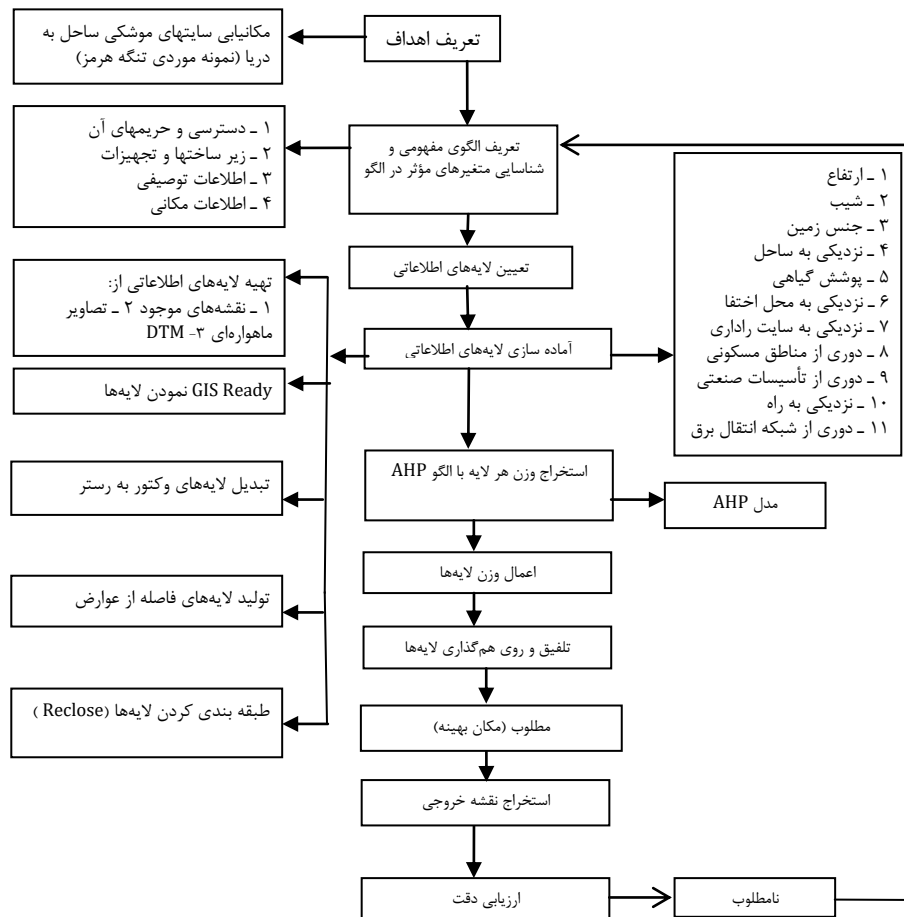 تعریف اهداف
مکانیابی سایتهای موشکی ساحل به
دریا (نمونه موردی تنگه هرمز)
تعریف الگوی مفهومی و
شناسایی متغیرهای مؤثر در الگو
۱ ـ دسترسی و حریمهای آن
۲ ـ زیر ساختها و تجهیزات
۳ ـ اطلاعات توصیفی
۴ ـ اطلاعات مکانی
۱ ـ ارتفاع
۲ ـ شیب
۳ ـ جنس زمین
۴ ـ نزدیکی به ساحل
۵ ـ پوشش گیاهی
۶ ـ نزدیکی به محل اختفا
۷ ـ نزدیکی به سایت راداری
۸ ـ دوری از مناطق مسکونی
۹ ـ دوری از تأسیسات صنعتی
۱۰ ـ نزدیکی به راه
۱۱ ـ دوری از شبکه انتقال برق
تعیین لایه‌های اطلاعاتی
تهیه لایه‌های اطلاعاتی از:
۱ ـ نقشه‌های موجود ۲ ـ تصاویر
ماهواره‌ای ۳- DTM
آماده سازی لایه‌های اطلاعاتی
GIS Ready نمودن لایه‌ها
استخراج وزن هر لایه با الگو AHP
مدل AHP
تبدیل لایه‌های وکتور به رستر
اعمال وزن لایه‌ها
تولید لایه‌های فاصله از عوارض
تلفیق و روی هم‌گذاری لایه‌ها
طبقه بندی کردن لایه‌ها (Reclose )
مطلوب (مکان بهینه)
استخراج نقشه خروجی
ارزیابی دقت
نامطلوب